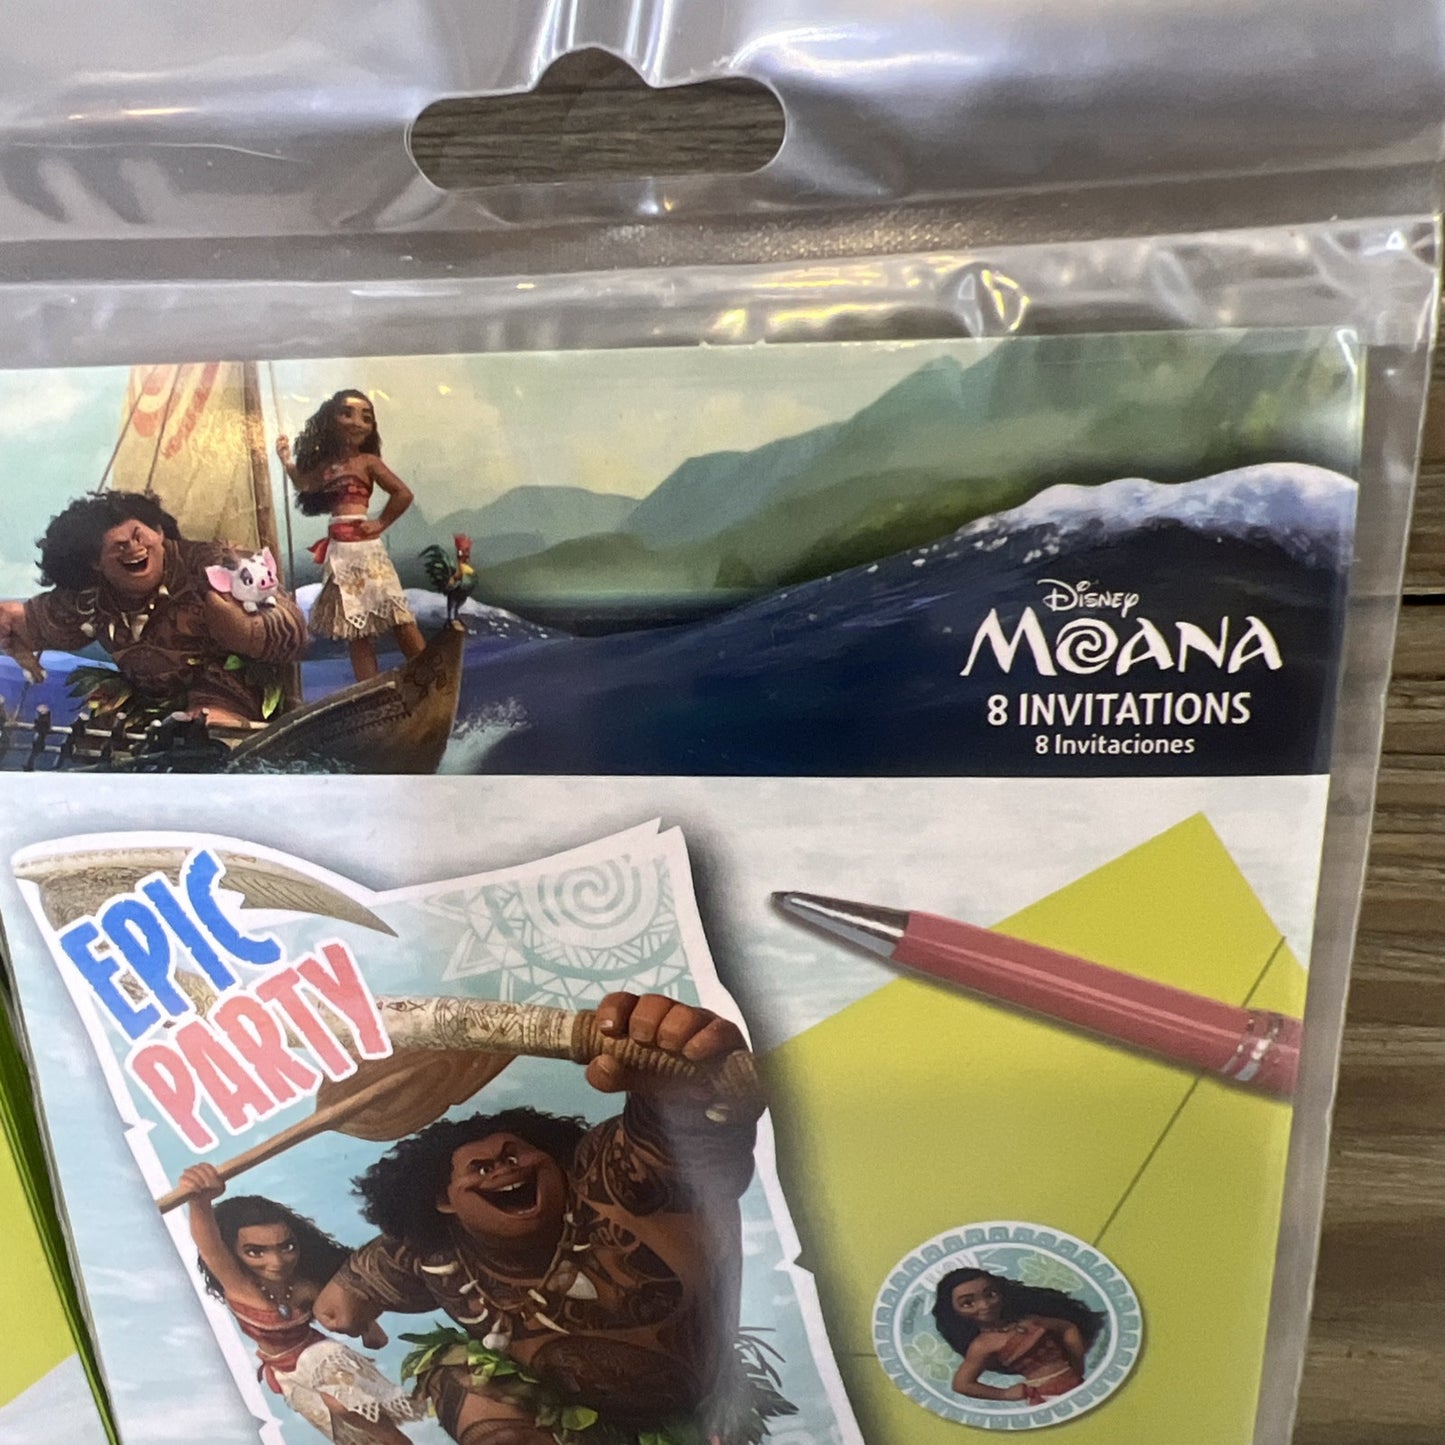 Disney
MOANA
8 INVITATIONS
8 Invitaciones
EPIC
PARTY